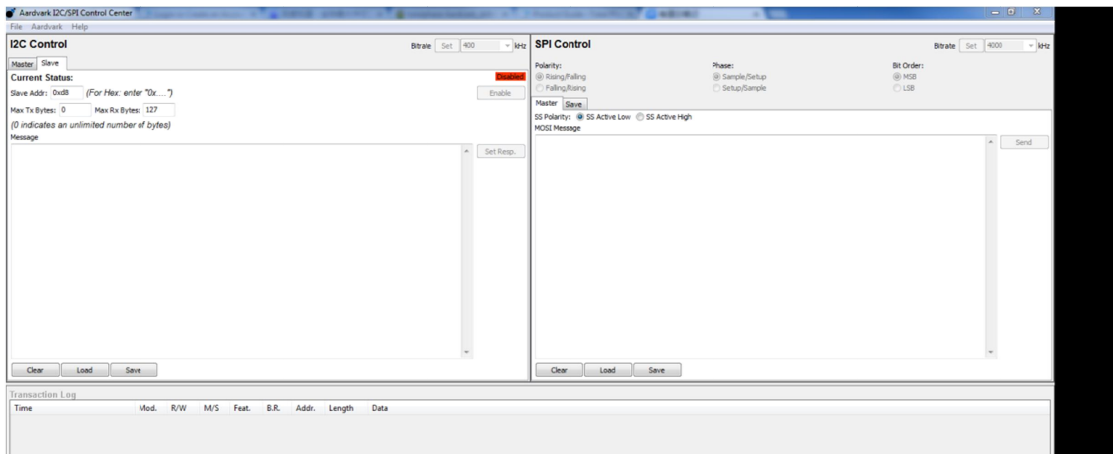 Aardvark I2C/SPI Control Center
File Aardvark Help
I2C Control
Bitrate Set 400 kHz
Master Slave
Current Status:
Disabled
Slave Addr: 0xd8 (For Hex: enter "0x....")
Enable
Max Tx Bytes: 0 Max Rx Bytes: 127
(0 indicates an unlimited number of bytes)
Message
Set Resp.
Clear Load Save
SPI Control
Bitrate Set 4000 kHz
Polarity: Phase: Bit Order:
Rising/Falling Sample/Setup MSB
Falling/Rising Setup/Sample LSB
Master Save
SS Polarity: SS Active Low SS Active High
MOSI Message
Send
Clear Load Save
Transaction Log
Time Mod. R/W M/S Feat. B.R. Addr. Length Data